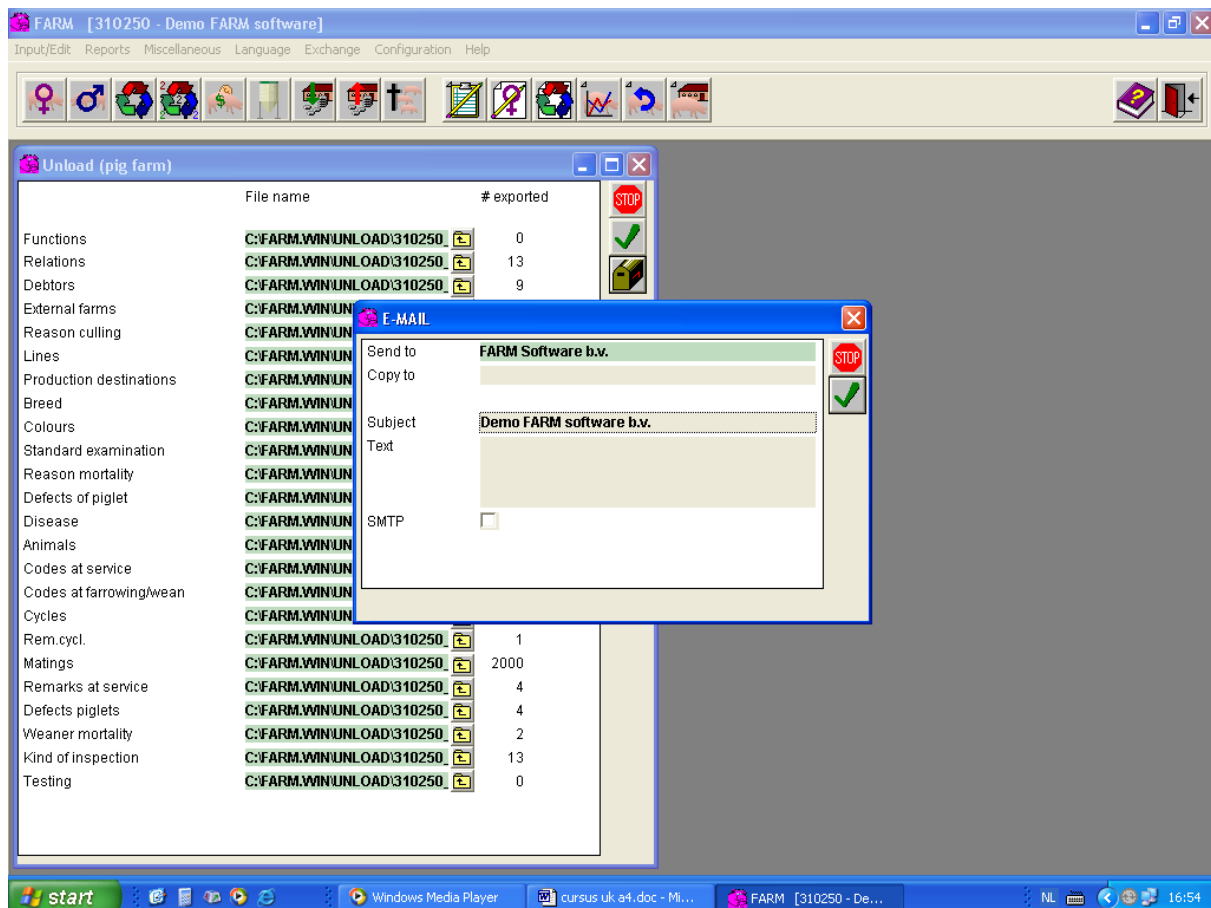 FARM [310250 - Demo FARM software]
Input/Edit Reports Miscellaneous Language Exchange Configuration Help
Unload (pig farm)
File name # exported
STOP
Functions C:\FARM.WIN\UNLOAD\310250_ 0
Relations C:\FARM.WIN\UNLOAD\310250_ 13
Debtors C:\FARM.WIN\UNLOAD\310250_ 9
External farms C:\FARM.WIN\UN
Reason culling C:\FARM.WIN\UN
Lines C:\FARM.WIN\UN
Production destinations C:\FARM.WIN\UN
Breed C:\FARM.WIN\UN
Colours C:\FARM.WIN\UN
Standard examination C:\FARM.WIN\UN
Reason mortality C:\FARM.WIN\UN
Defects of piglet C:\FARM.WIN\UN
Disease C:\FARM.WIN\UN
Animals C:\FARM.WIN\UN
Codes at service C:\FARM.WIN\UN
Codes at farrowing/wean C:\FARM.WIN\UN
Cycles C:\FARM.WIN\UN
Rem.cycl. C:\FARM.WIN\UNLOAD\310250_ 1
Matings C:\FARM.WIN\UNLOAD\310250_ 2000
Remarks at service C:\FARM.WIN\UNLOAD\310250_ 4
Defects piglets C:\FARM.WIN\UNLOAD\310250_ 4
Weaner mortality C:\FARM.WIN\UNLOAD\310250_ 2
Kind of inspection C:\FARM.WIN\UNLOAD\310250_ 13
Testing C:\FARM.WIN\UNLOAD\310250_ 0
E-MAIL
Send to FARM Software b.v.
STOP
Copy to
Subject Demo FARM software b.v.
Text
SMTP
start Windows Media Player cursus uk a4.doc - Mi... FARM [310250 - De... NL 16:54